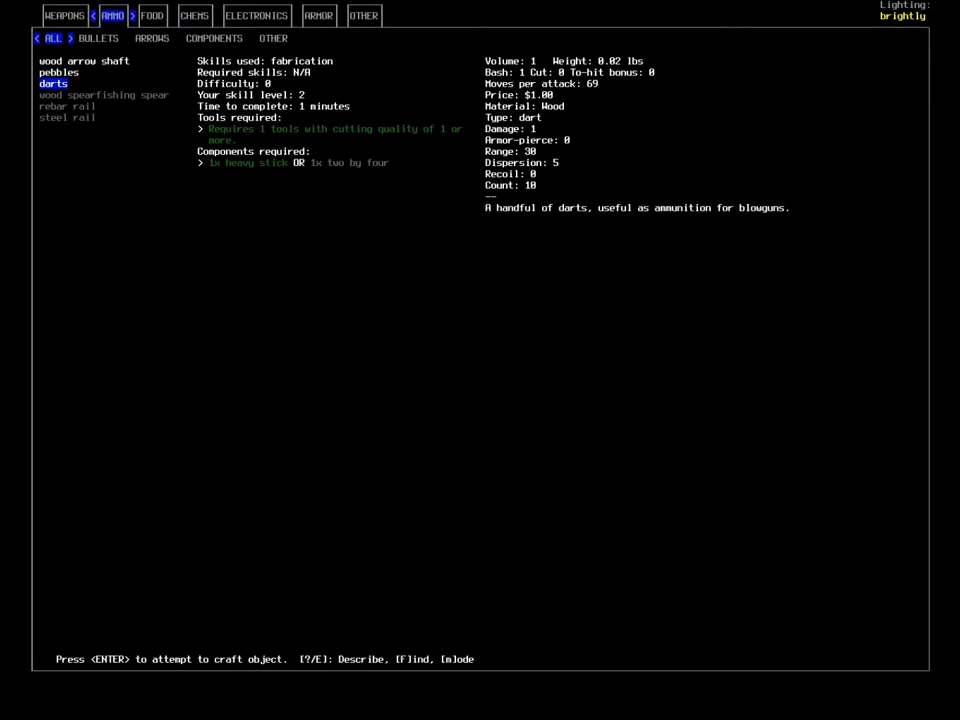 Lighting:
brightly
WEAPONS < AMMO > FOOD CHEMS ELECTRONICS ARMOR OTHER
< ALL > BULLETS ARROWS COMPONENTS OTHER
wood arrow shaft
pebbles
darts
wood spearfishing spear
rebar rail
steel rail
Skills used: fabrication
Required skills: N/A
Difficulty: 0
Your skill level: 2
Time to complete: 1 minutes
Tools required:
> Requires 1 tools with cutting quality of 1 or
more.
Components required:
> 1x heavy stick OR 1x two by four
Volume: 1 Weight: 0.02 lbs
Bash: 1 Cut: 0 To-hit bonus: 0
Moves per attack: 69
Price: $1.00
Material: Wood
Type: dart
Damage: 1
Armor-pierce: 0
Range: 30
Dispersion: 5
Recoil: 0
Count: 10
--
A handful of darts, useful as ammunition for blowguns.
Press <ENTER> to attempt to craft object. [?/E]: Describe, [F]ind, [m]ode